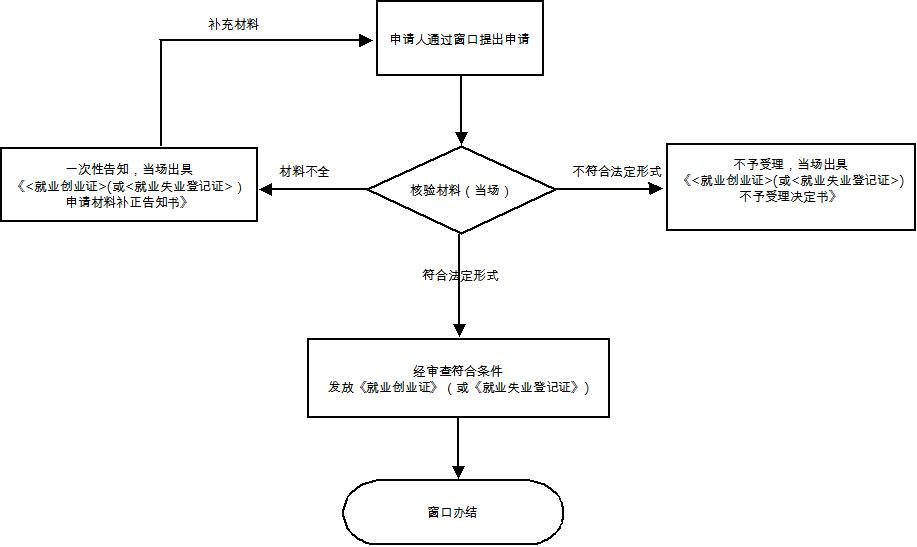 补充材料
申请人通过窗口提出申请
一次性告知，当场出具
《<就业创业证>(或<就业失业登记证>）
申请材料补正告知书》
材料不全
核验材料（当场）
不符合法定形式
不予受理，当场出具
《<就业创业证>(或<就业失业登记证>)
不予受理决定书》
符合法定形式
经审查符合条件
发放《就业创业证》（或《就业失业登记证》)
窗口办结